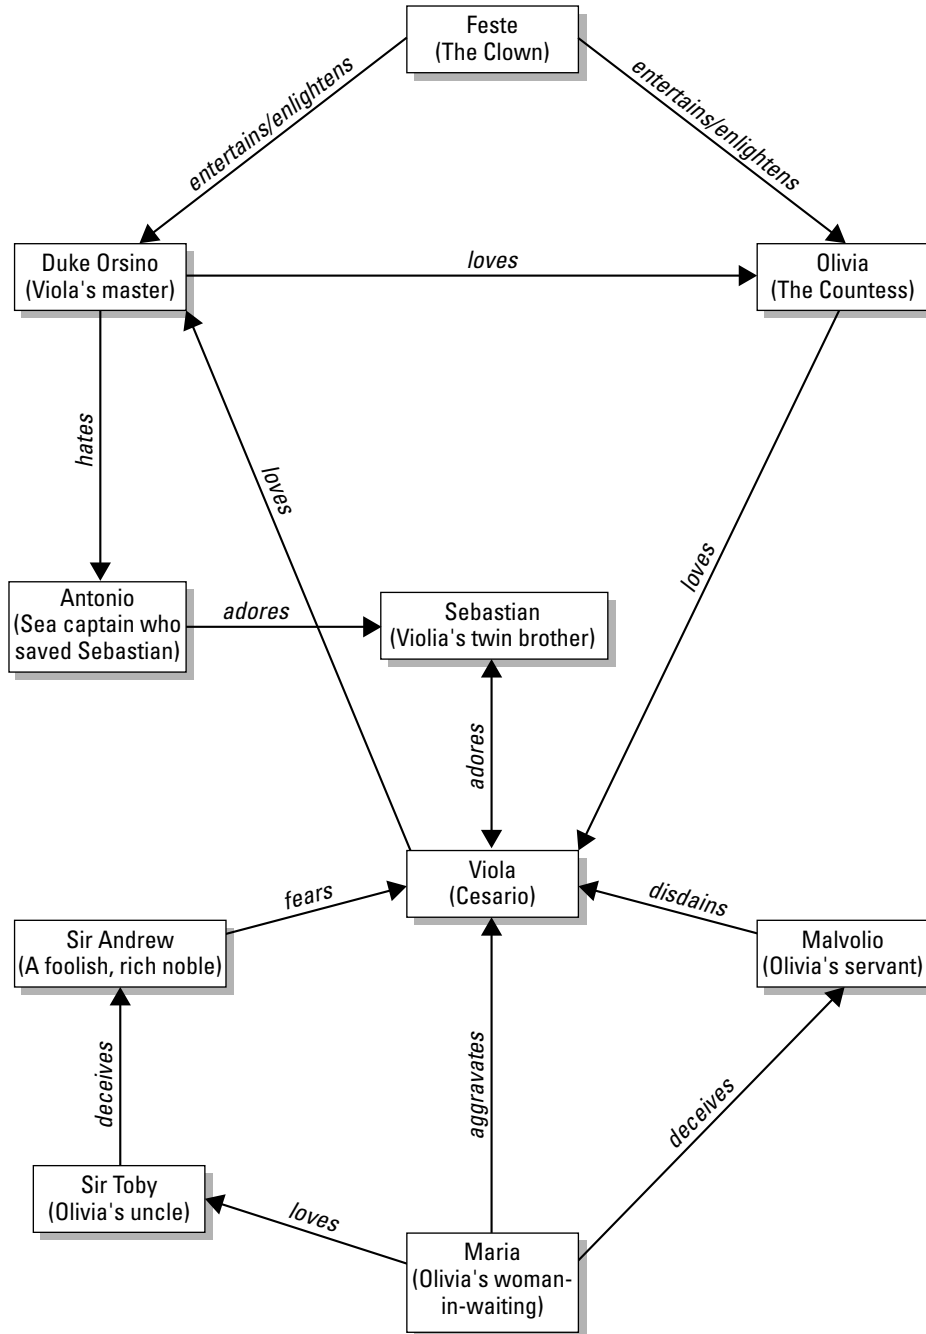 Feste
(The Clown)
entertains/enlightens
entertains/enlightens
Duke Orsino
(Viola's master)
loves
Olivia
(The Countess)
hates
loves
loves
Antonio
(Sea captain who
saved Sebastian)
adores
Sebastian
(Violia's twin brother)
adores
Viola
(Cesario)
fears
disdains
Sir Andrew
(A foolish, rich noble)
Malvolio
(Olivia's servant)
deceives
aggravates
deceives
Sir Toby
(Olivia's uncle)
loves
Maria
(Olivia's woman-
in-waiting)